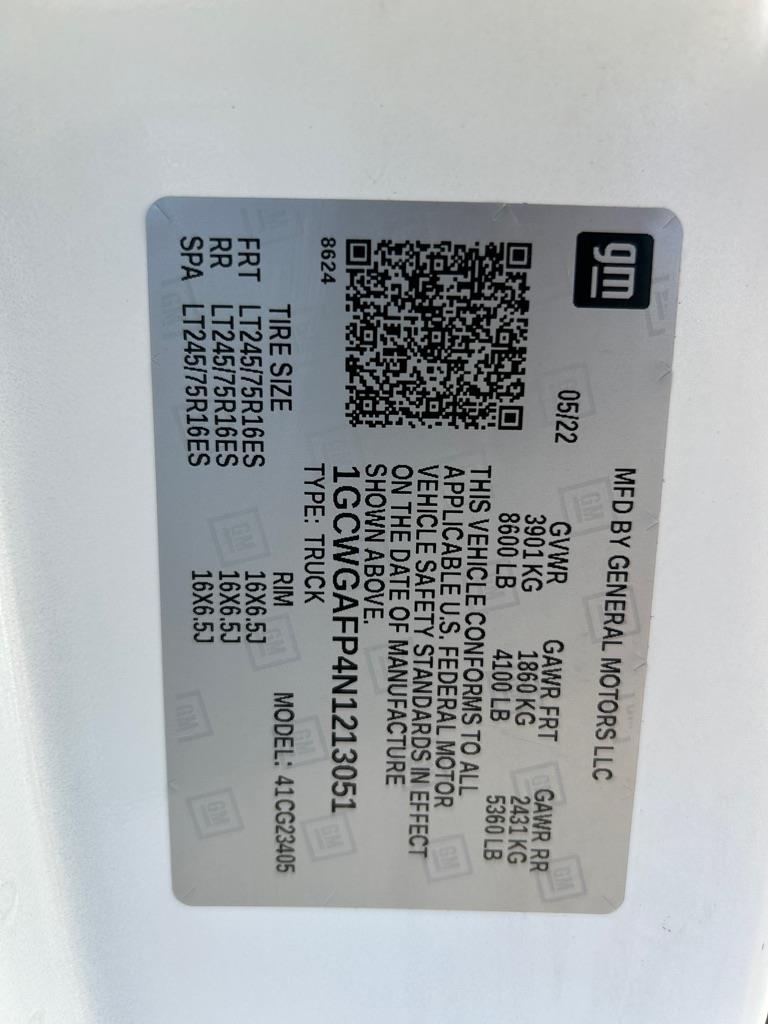 gm
MFD BY GENERAL MOTORS LLC
05/22
GVWR GAWR FRT GAWR RR
3901 KG 1860 KG 2431 KG
8600 LB 4100 LB 5360 LB
THIS VEHICLE CONFORMS TO ALL
APPLICABLE U.S. FEDERAL MOTOR
VEHICLE SAFETY STANDARDS IN EFFECT
ON THE DATE OF MANUFACTURE
SHOWN ABOVE.
1GCWGAFP4N1213051
8624
TYPE: TRUCK
MODEL: 41CG23405
TIRE SIZE RIM
FRT LT245/75R16ES 16X6.5J
RR LT245/75R16ES 16X6.5J
SPA LT245/75R16ES 16X6.5J